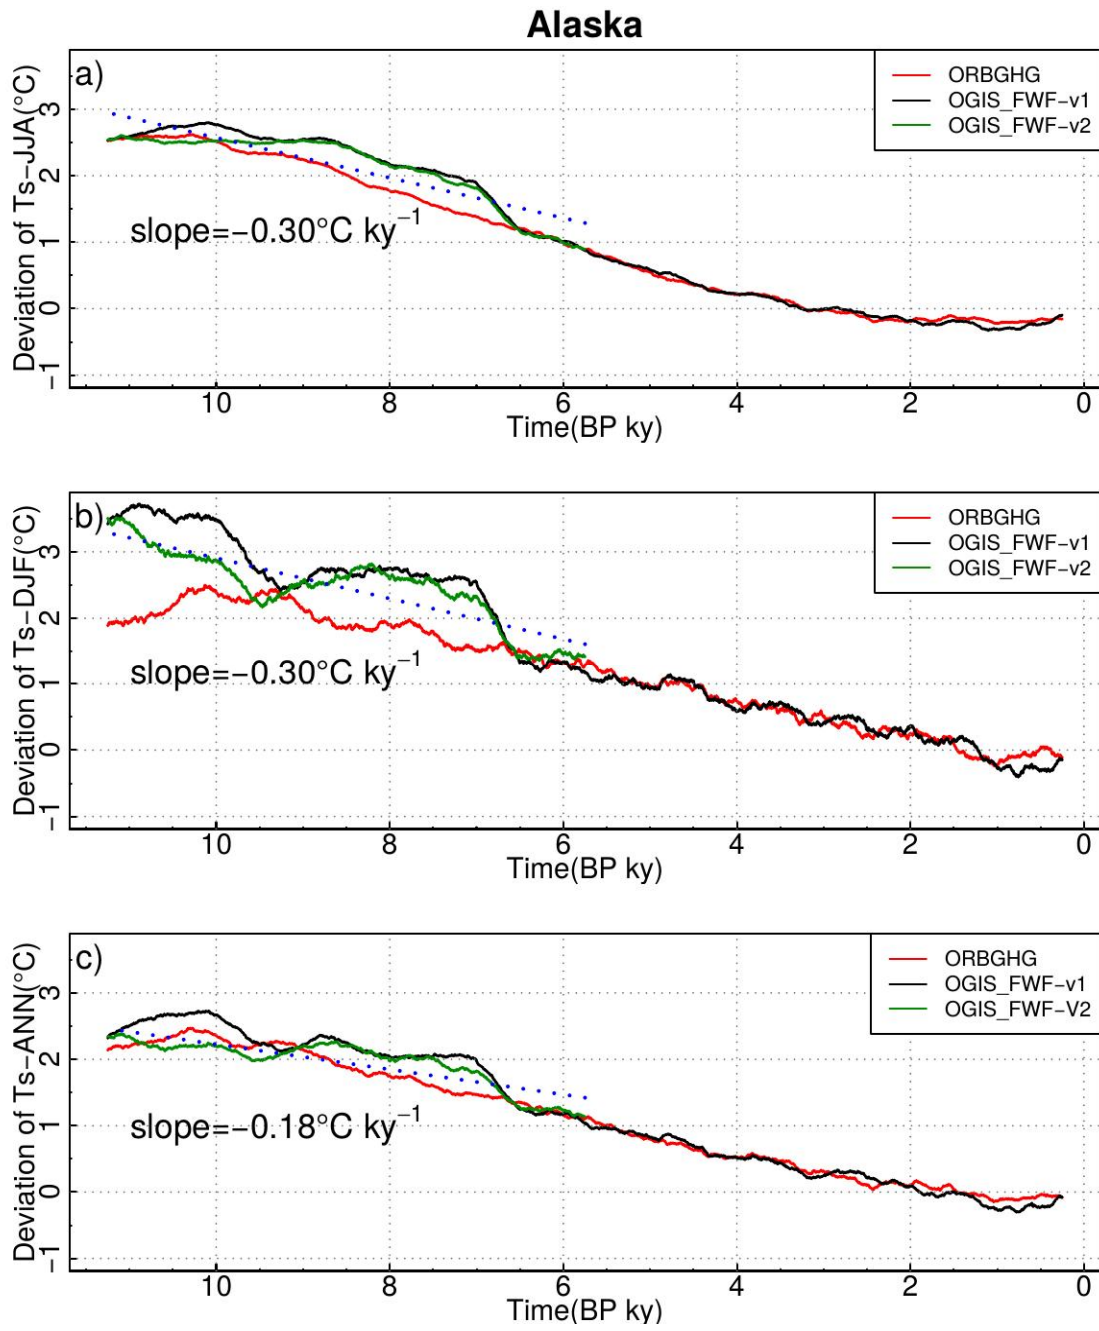 Alaska
a)
Deviation of Ts-JJA(°C)
3
2
1
0
−1
ORBGHG
OGIS_FWF−v1
OGIS_FWF−v2
slope=−0.30°C ky⁻¹
10 8 6 4 2 0
Time(BP ky)
b)
Deviation of Ts-DJF(°C)
3
2
1
0
−1
ORBGHG
OGIS_FWF−v1
OGIS_FWF−v2
slope=−0.30°C ky⁻¹
10 8 6 4 2 0
Time(BP ky)
c)
Deviation of Ts-ANN(°C)
3
2
1
0
−1
ORBGHG
OGIS_FWF−v1
OGIS_FWF−V2
slope=−0.18°C ky⁻¹
10 8 6 4 2 0
Time(BP ky)